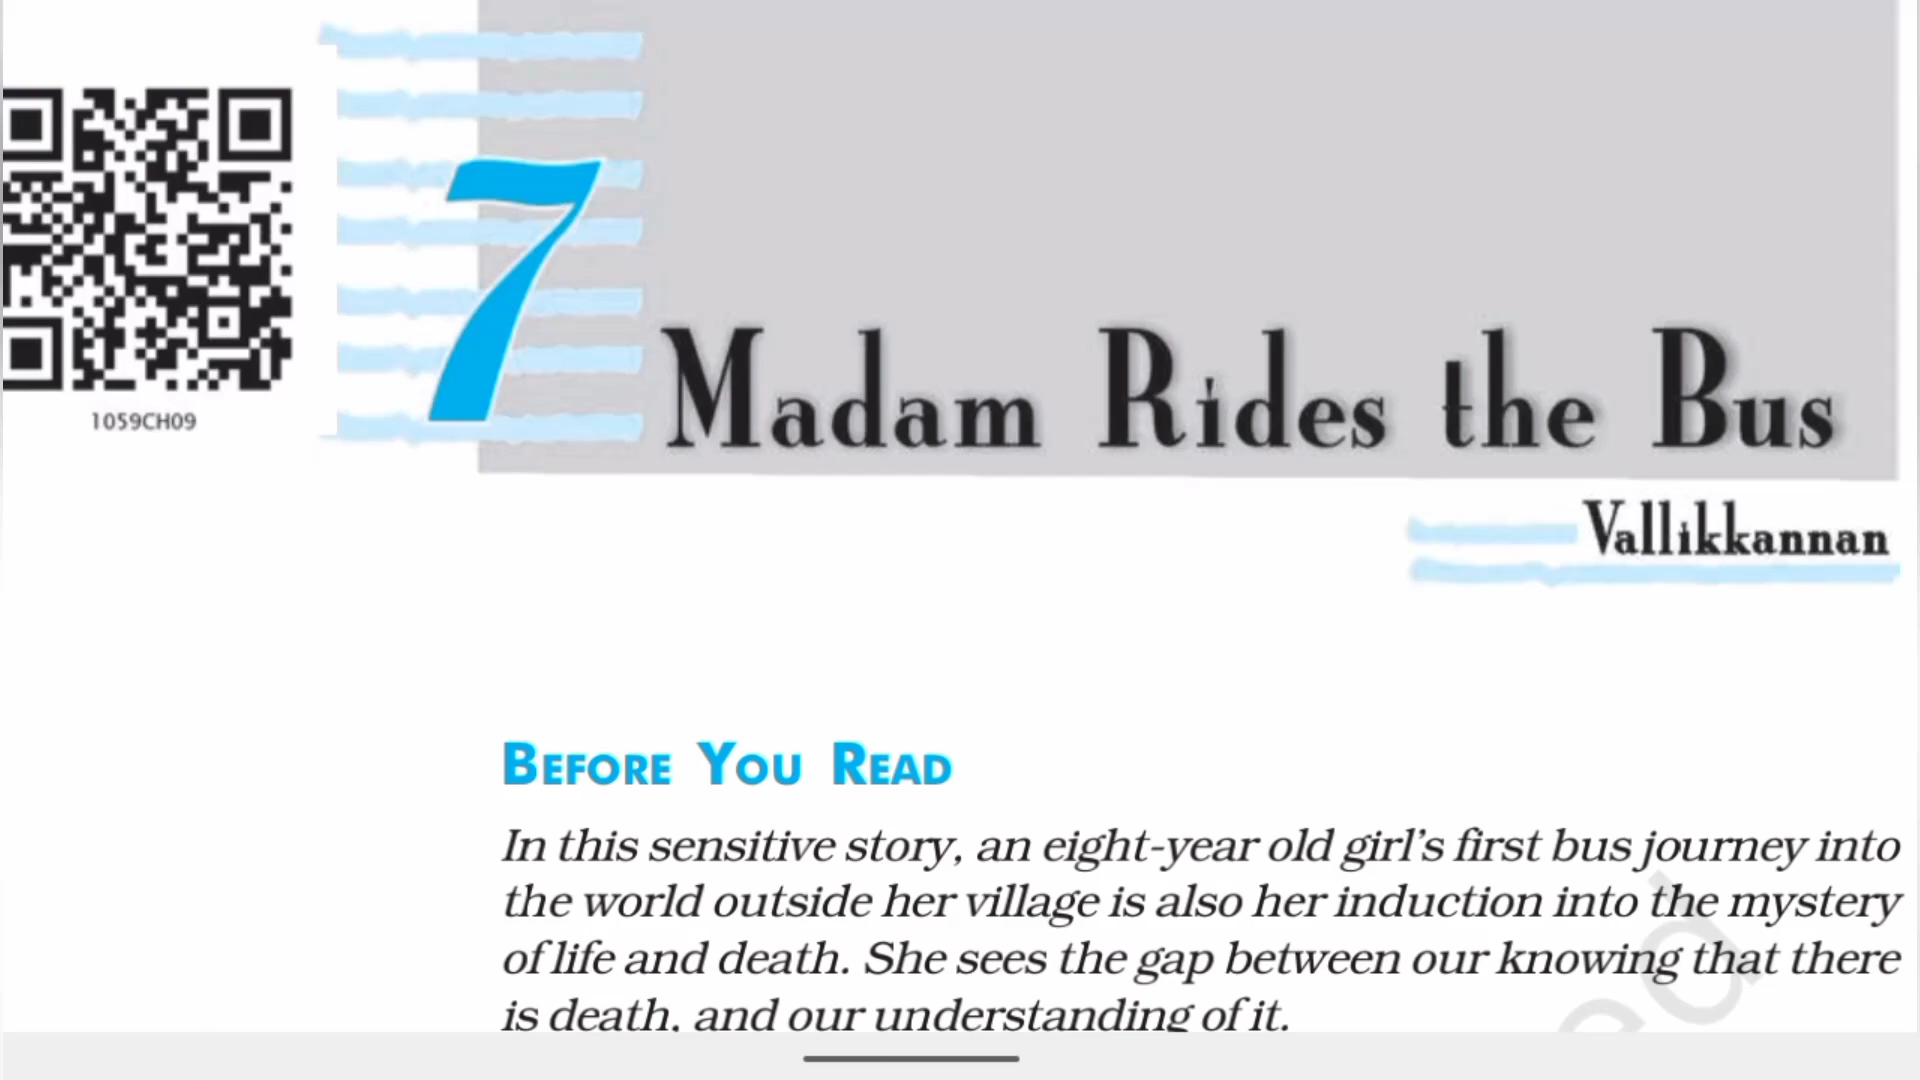 1059CH09
7
Madam Rides the Bus
Vallikkannan
BEFORE YOU READ
In this sensitive story, an eight-year old girl's first bus journey into
the world outside her village is also her induction into the mystery
of life and death. She sees the gap between our knowing that there
is death, and our understanding of it.
ed